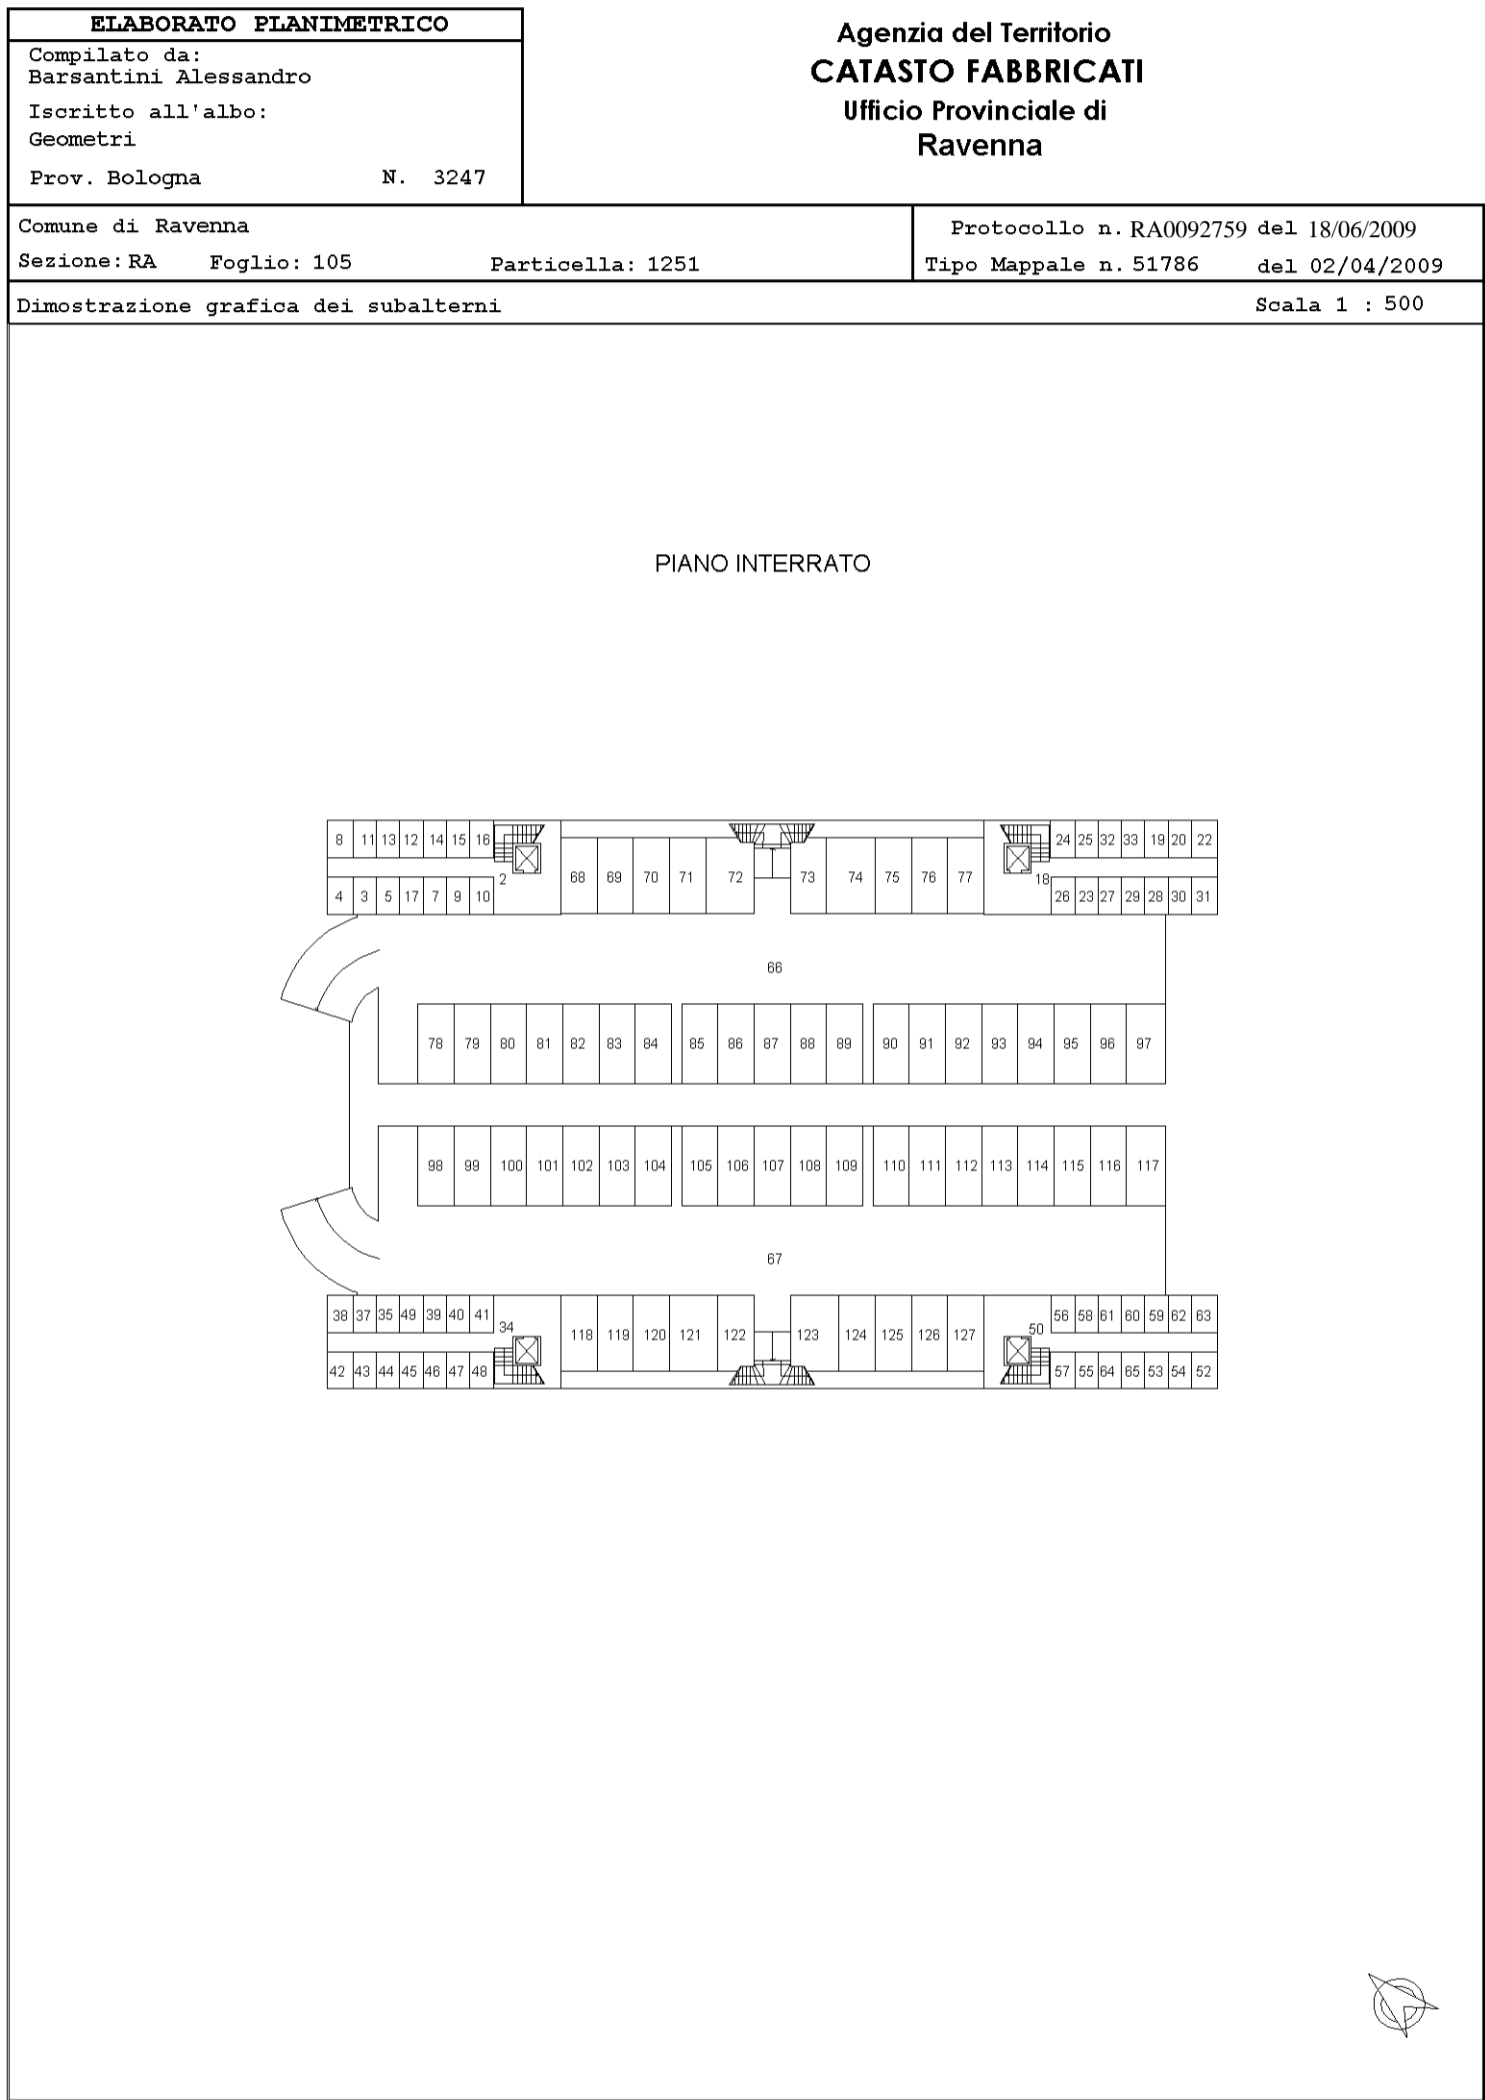 ELABORATO PLANIMETRICO
Compilato da:
Barsantini Alessandro
Iscritto all'albo:
Geometri
Prov. Bologna N. 3247
Agenzia del Territorio
CATASTO FABBRICATI
Ufficio Provinciale di
Ravenna
Comune di Ravenna
Sezione: RA Foglio: 105 Particella: 1251
Protocollo n. RA0092759 del 18/06/2009
Tipo Mappale n. 51786 del 02/04/2009
Dimostrazione grafica dei subalterni Scala 1 : 500
PIANO INTERRATO
8 11 13 12 14 15 16 24 25 32 33 19 20 22
2 68 69 70 71 72 73 74 75 76 77 18
4 3 5 17 7 9 10 26 23 27 29 28 30 31
66
78 79 80 81 82 83 84 85 86 87 88 89 90 91 92 93 94 95 96 97
98 99 100 101 102 103 104 105 106 107 108 109 110 111 112 113 114 115 116 117
67
38 37 35 49 39 40 41 56 58 61 60 59 62 63
34 118 119 120 121 122 123 124 125 126 127 50
42 43 44 45 46 47 48 57 55 64 65 53 54 52